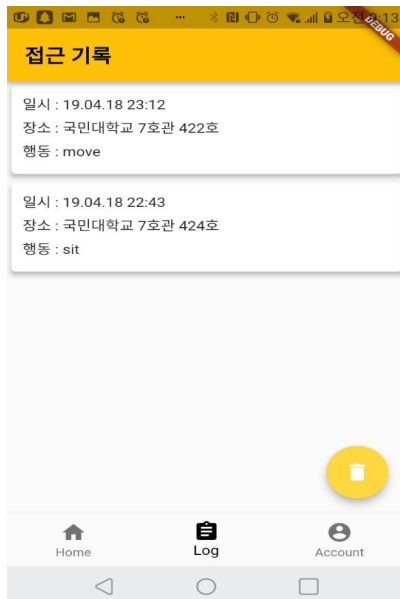 오전
:13
DEBUG
접근 기록
일시 : 19.04.18 23:12
장소 : 국민대학교 7호관 422호
행동 : move
일시 : 19.04.18 22:43
장소 : 국민대학교 7호관 424호
행동 : sit
Home
Log
Account